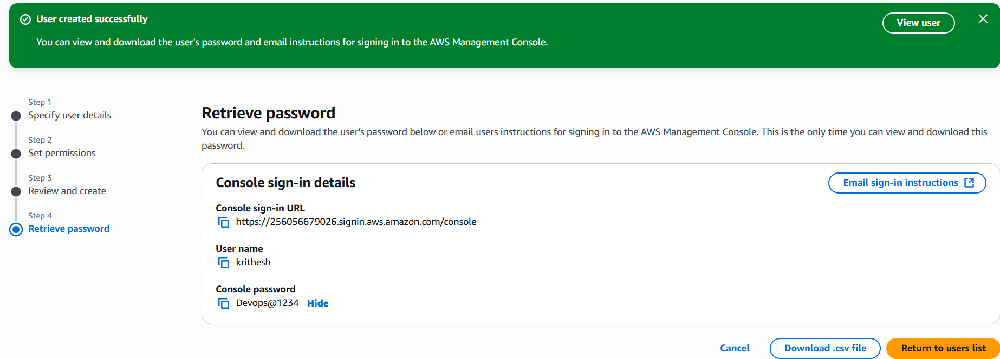 User created successfully
View user
You can view and download the user's password and email instructions for signing in to the AWS Management Console.
Step 1
Specify user details
Step 2
Set permissions
Step 3
Review and create
Step 4
Retrieve password
Retrieve password
You can view and download the user's password below or email users instructions for signing in to the AWS Management Console. This is the only time you can view and download this
password.
Console sign-in details
Email sign-in instructions
Console sign-in URL
https://256056679026.signin.aws.amazon.com/console
User name
krithesh
Console password
Devops@1234 Hide
Cancel
Download .csv file
Return to users list